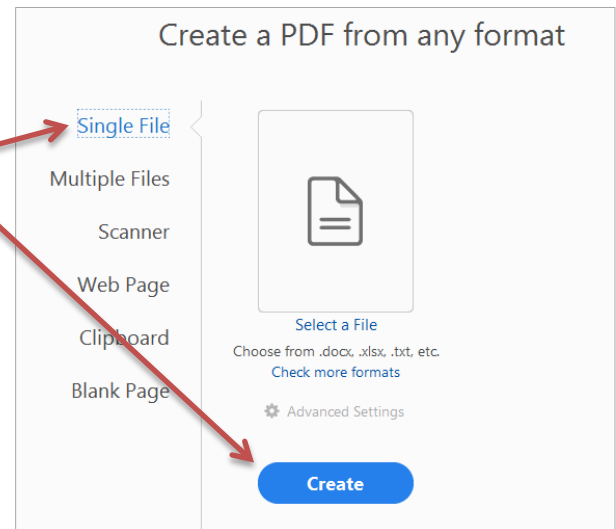 Create a PDF from any format
Single File
Multiple Files
Scanner
Web Page
Clipboard
Blank Page
Select a File
Choose from .docx, .xlsx, .txt, etc.
Check more formats
Advanced Settings
Create